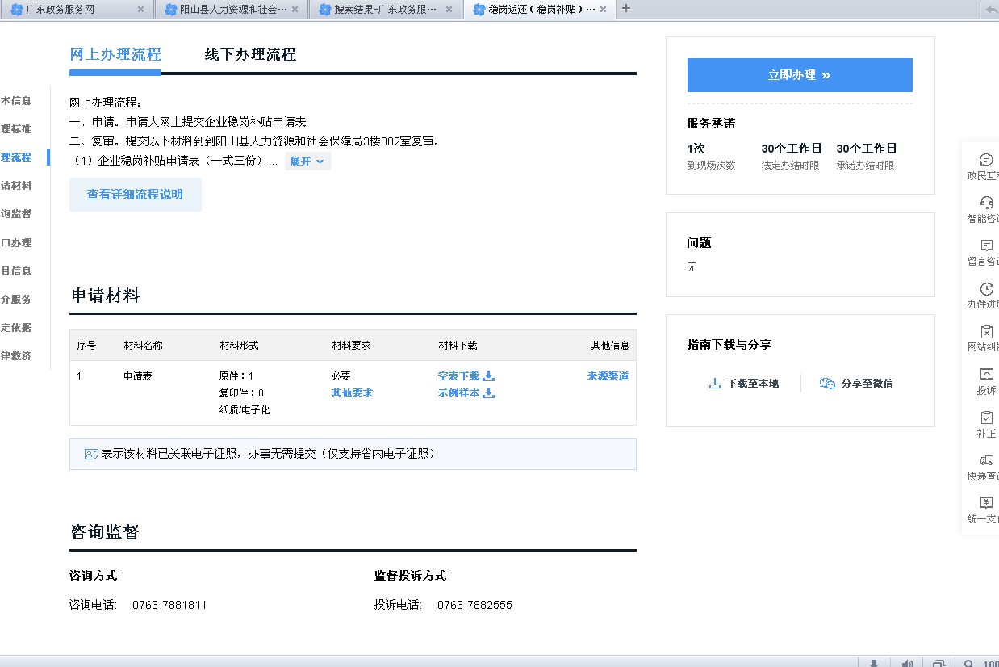 广东政务服务网
阳山县人力资源和社会…
搜索结果-广东政务服…
稳岗返还（稳岗补贴）…
网上办理流程
线下办理流程
本信息
理标准
理流程
请材料
询监督
口办理
目信息
介服务
定依据
律救济
网上办理流程：
一、申请。申请人网上提交企业稳岗补贴申请表
二、复审。提交以下材料到到阳山县人力资源和社会保障局3楼302室复审。
（1）企业稳岗补贴申请表（一式三份）... 展开
查看详细流程说明
申请材料
序号 材料名称 材料形式 材料要求 材料下载 其他信息
1 申请表 原件：1 必要 空表下载 来源渠道
复印件：0 其他要求 示例样本
纸质/电子化
表示该材料已关联电子证照，办事无需提交（仅支持省内电子证照）
咨询监督
咨询方式 监督投诉方式
咨询电话: 0763-7881811 投诉电话: 0763-7882555
立即办理 »
服务承诺
1次 30个工作日 30个工作日
到现场次数 法定办结时限 承诺办结时限
问题
无
指南下载与分享
下载至本地 分享至微信
政民互动
智能咨询
留言咨询
办件进度
网站纠错
投诉
补正
快递查询
统一支付
100